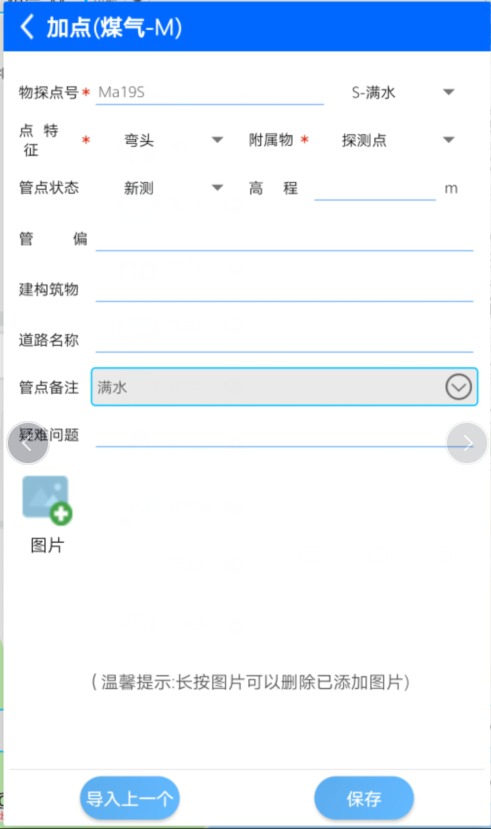 加点(煤气-M)
物探点号* Ma19S S-满水
点 特征 * 弯头 附属物 * 探测点
管点状态 新测 高 程 m
管 偏
建构筑物
道路名称
管点备注 满水
疑难问题
图片
(温馨提示:长按图片可以删除已添加图片)
导入上一个 保存